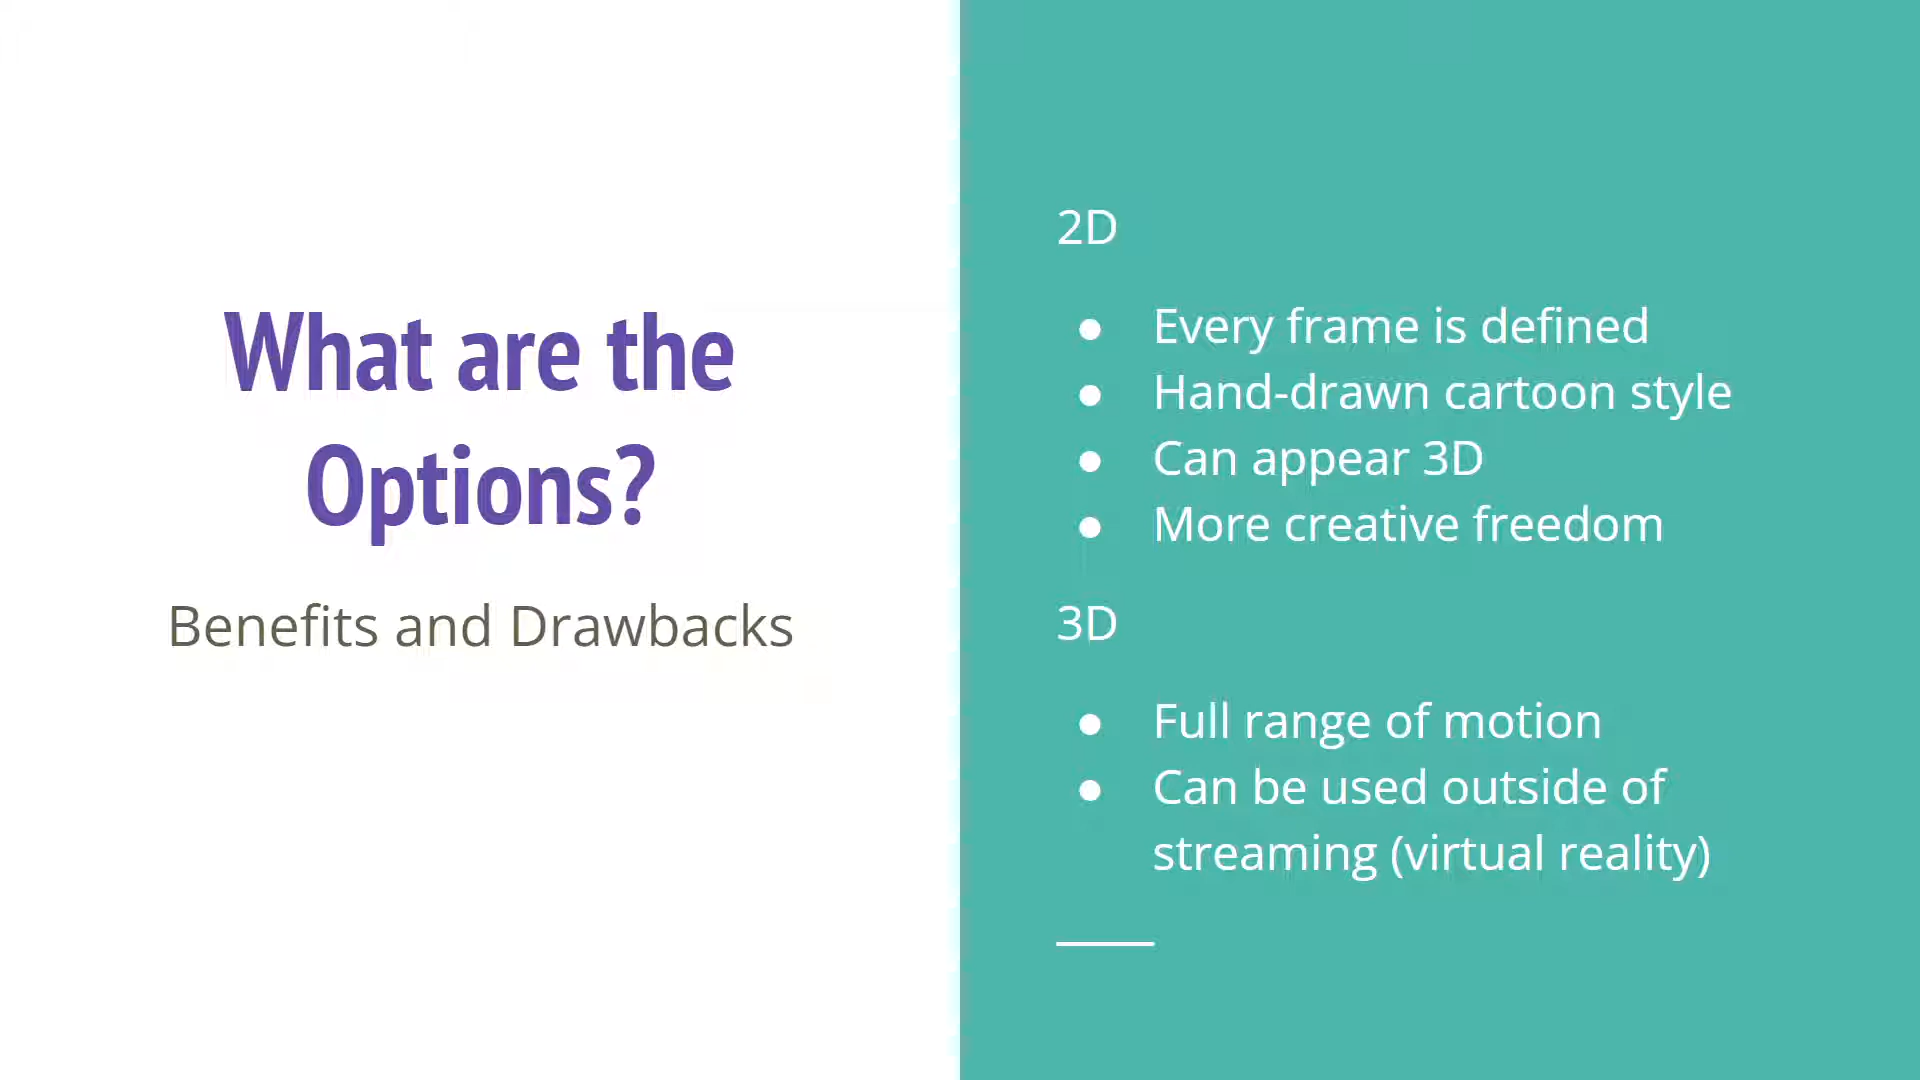 What are the
Options?
Benefits and Drawbacks
2D
● Every frame is defined
● Hand-drawn cartoon style
● Can appear 3D
● More creative freedom
3D
● Full range of motion
● Can be used outside of
streaming (virtual reality)